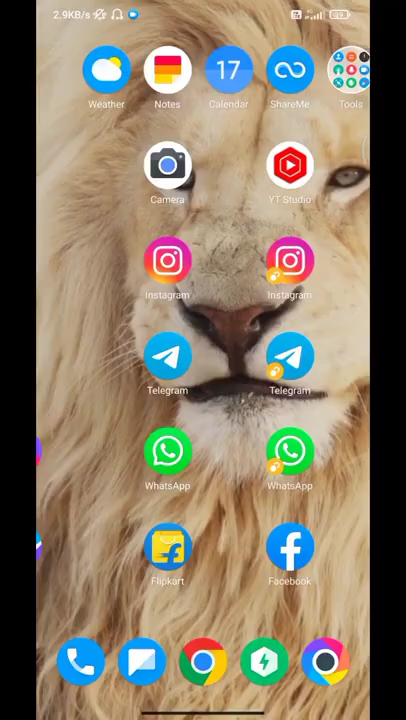 2.9KB/s
Weather Notes Calendar ShareMe Tools
17
Camera YT Studio
Instagram Instagram
Telegram Telegram
WhatsApp WhatsApp
Flipkart Facebook